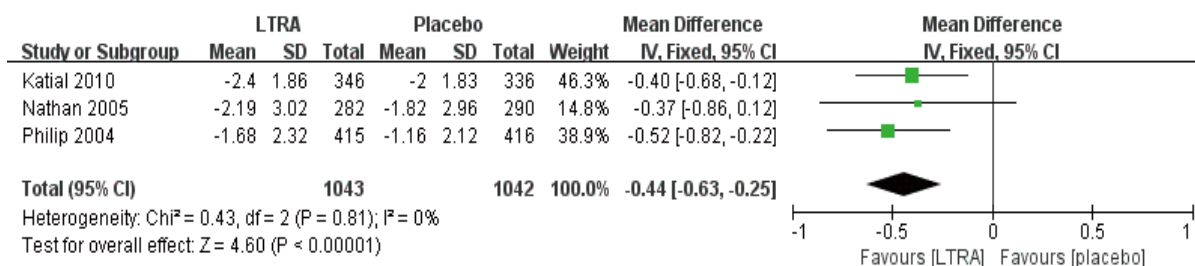 LTRA Placebo Mean Difference Mean Difference
Study or Subgroup Mean SD Total Mean SD Total Weight IV, Fixed, 95% CI IV, Fixed, 95% CI
Katial 2010 -2.4 1.86 346 -2 1.83 336 46.3% -0.40 [-0.68, -0.12]
Nathan 2005 -2.19 3.02 282 -1.82 2.96 290 14.8% -0.37 [-0.86, 0.12]
Philip 2004 -1.68 2.32 415 -1.16 2.12 416 38.9% -0.52 [-0.82, -0.22]
Total (95% CI) 1043 1042 100.0% -0.44 [-0.63, -0.25]
Heterogeneity: Chi² = 0.43, df = 2 (P = 0.81); I² = 0%
Test for overall effect: Z = 4.60 (P < 0.00001)
-1 -0.5 0 0.5 1
Favours [LTRA] Favours [placebo]